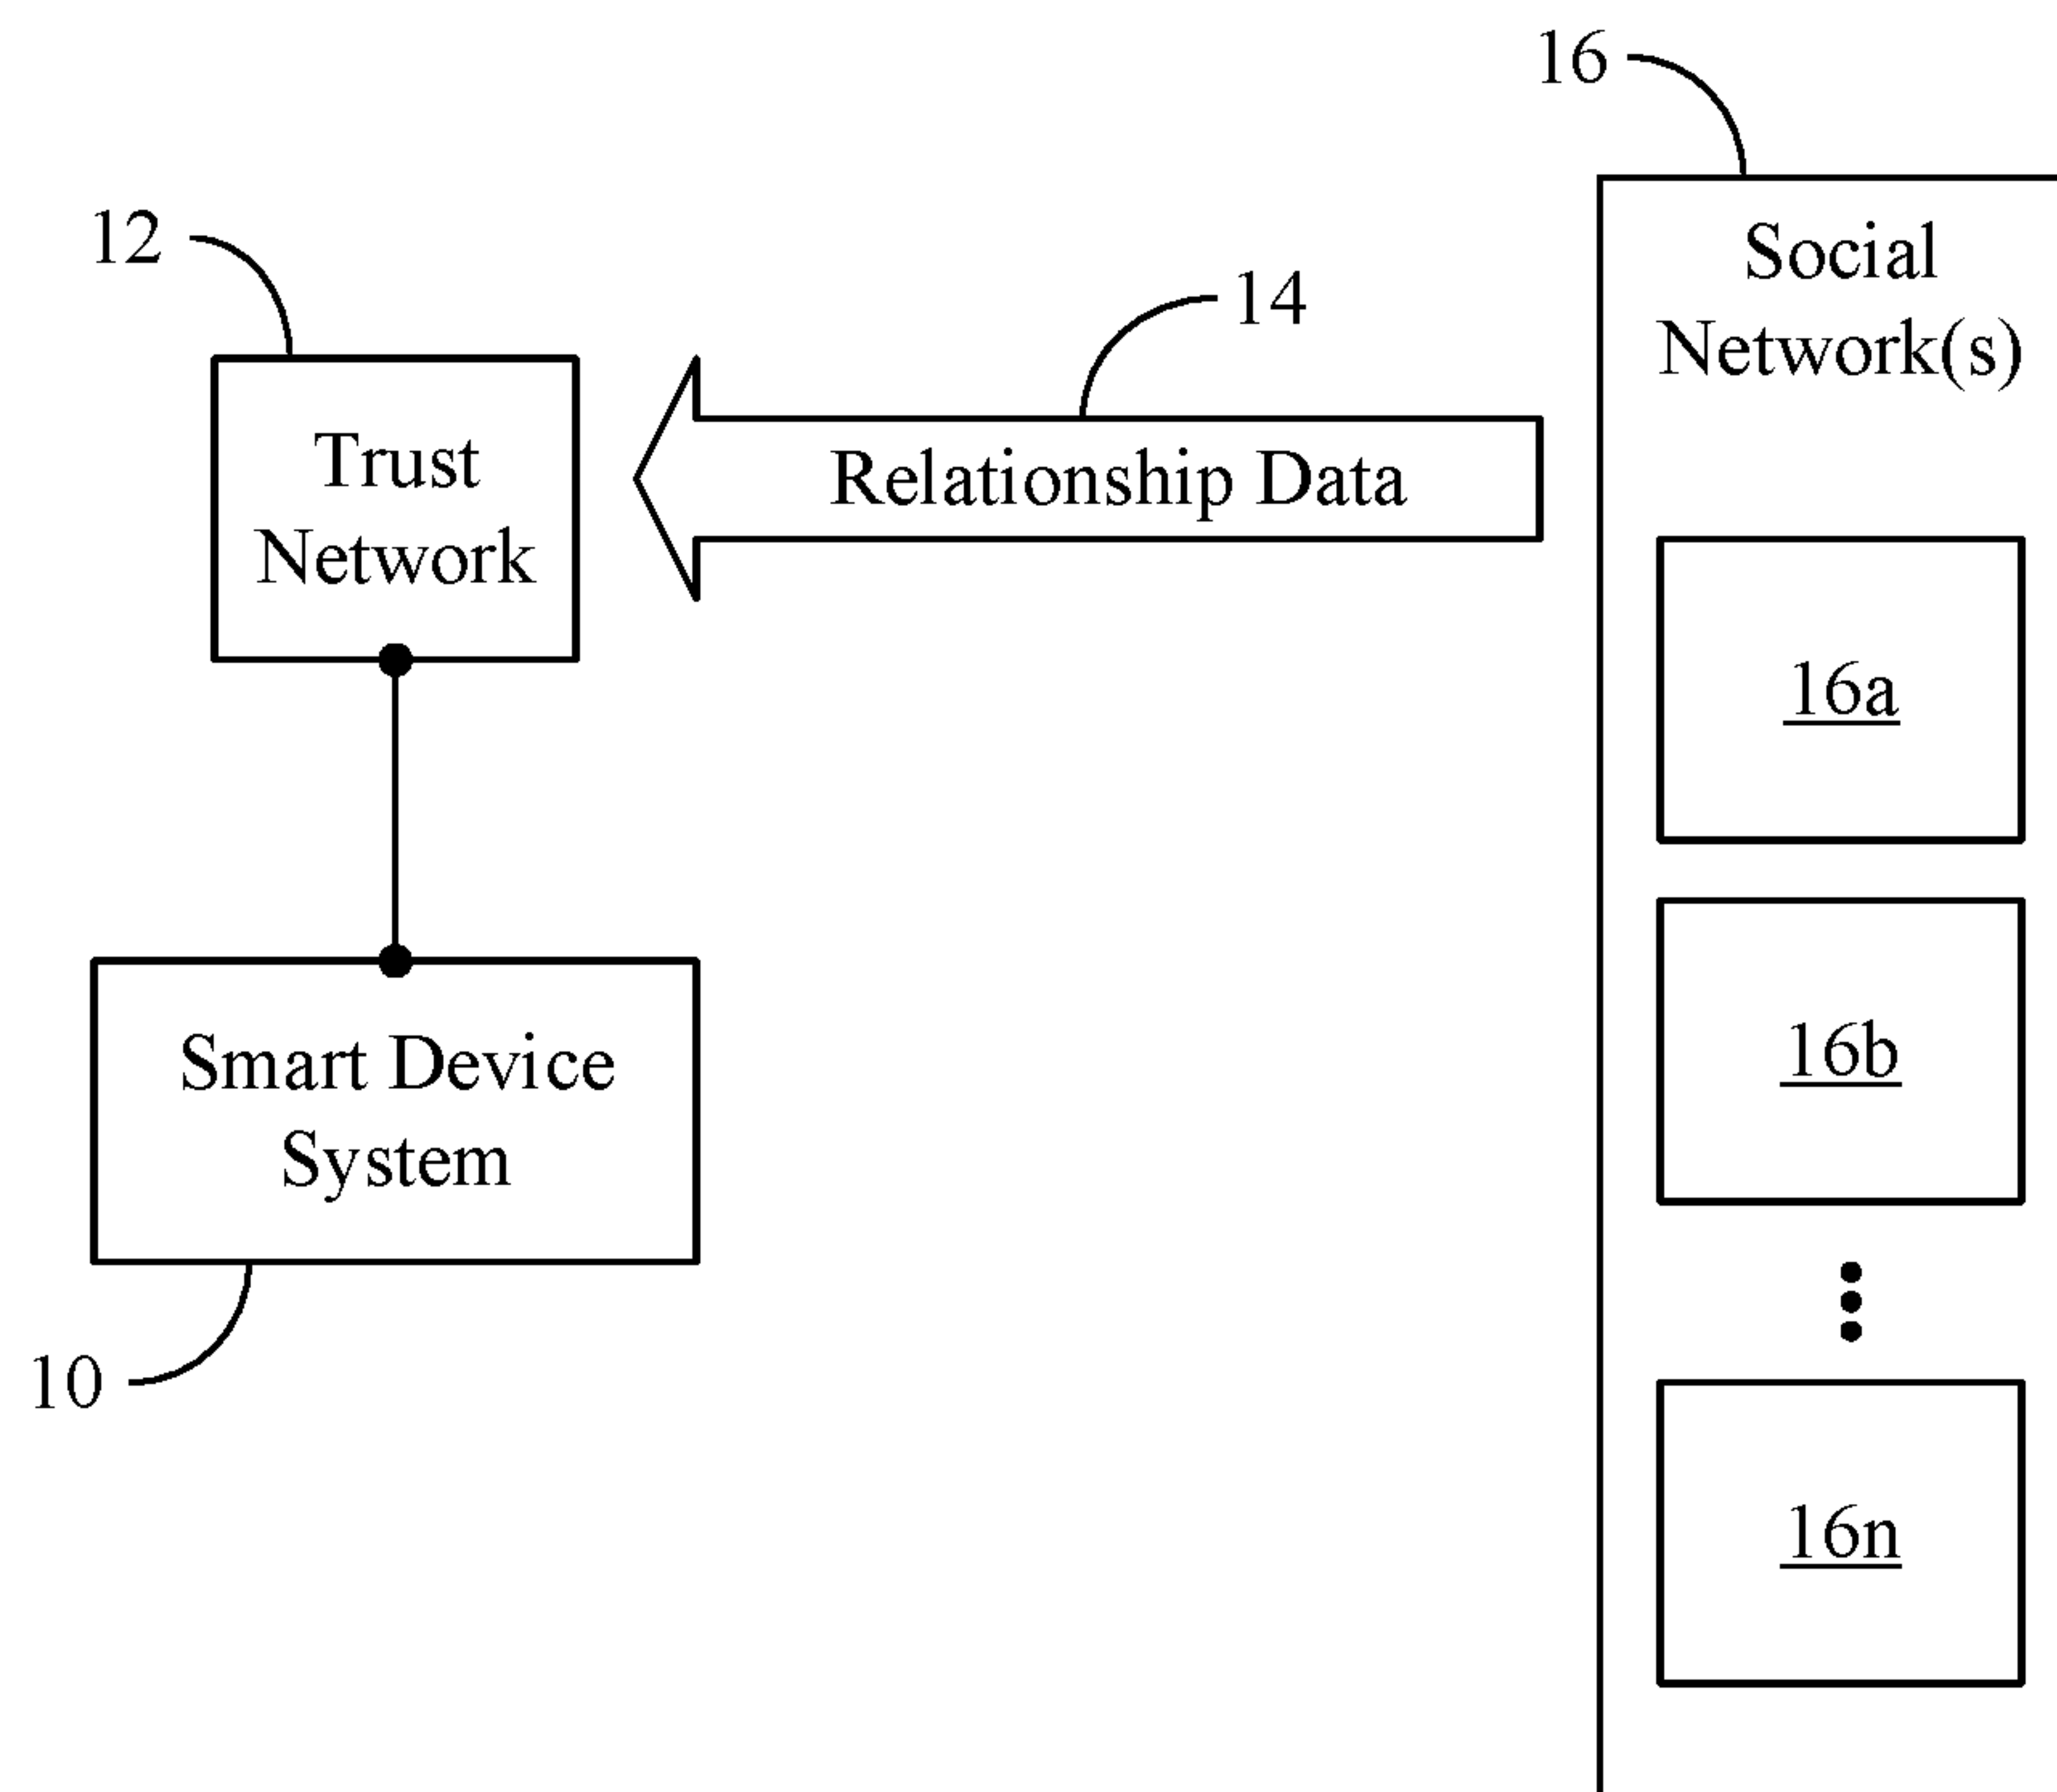 16
Social
Network(s)
12
14
Trust
Network
Relationship Data
16a
Smart Device
System
16b
10
16n